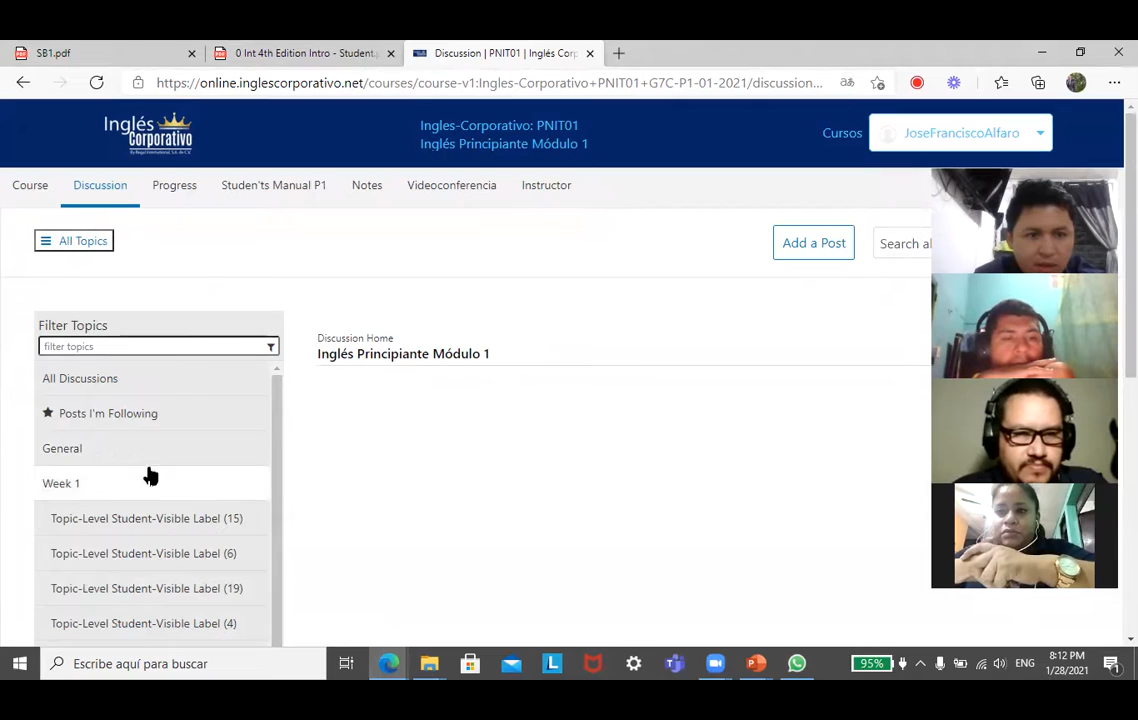 SB1.pdf
0 Int 4th Edition Intro - Student.
Discussion | PNIT01 | Inglés Corp
https://online.inglescorporativo.net/courses/course-v1:Ingles-Corporativo+PNIT01+G7C-P1-01-2021/discussion...
Inglés
Corporativo
Ingles-Corporativo: PNIT01
Inglés Principiante Módulo 1
Cursos
JoseFranciscoAlfaro
Course
Discussion
Progress
Studen'ts Manual P1
Notes
Videoconferencia
Instructor
All Topics
Add a Post
Search al
Filter Topics
filter topics
All Discussions
Posts I'm Following
General
Week 1
Topic-Level Student-Visible Label (15)
Topic-Level Student-Visible Label (6)
Topic-Level Student-Visible Label (19)
Topic-Level Student-Visible Label (4)
Discussion Home
Inglés Principiante Módulo 1
Escribe aquí para buscar
95%
ENG
8:12 PM
1/28/2021